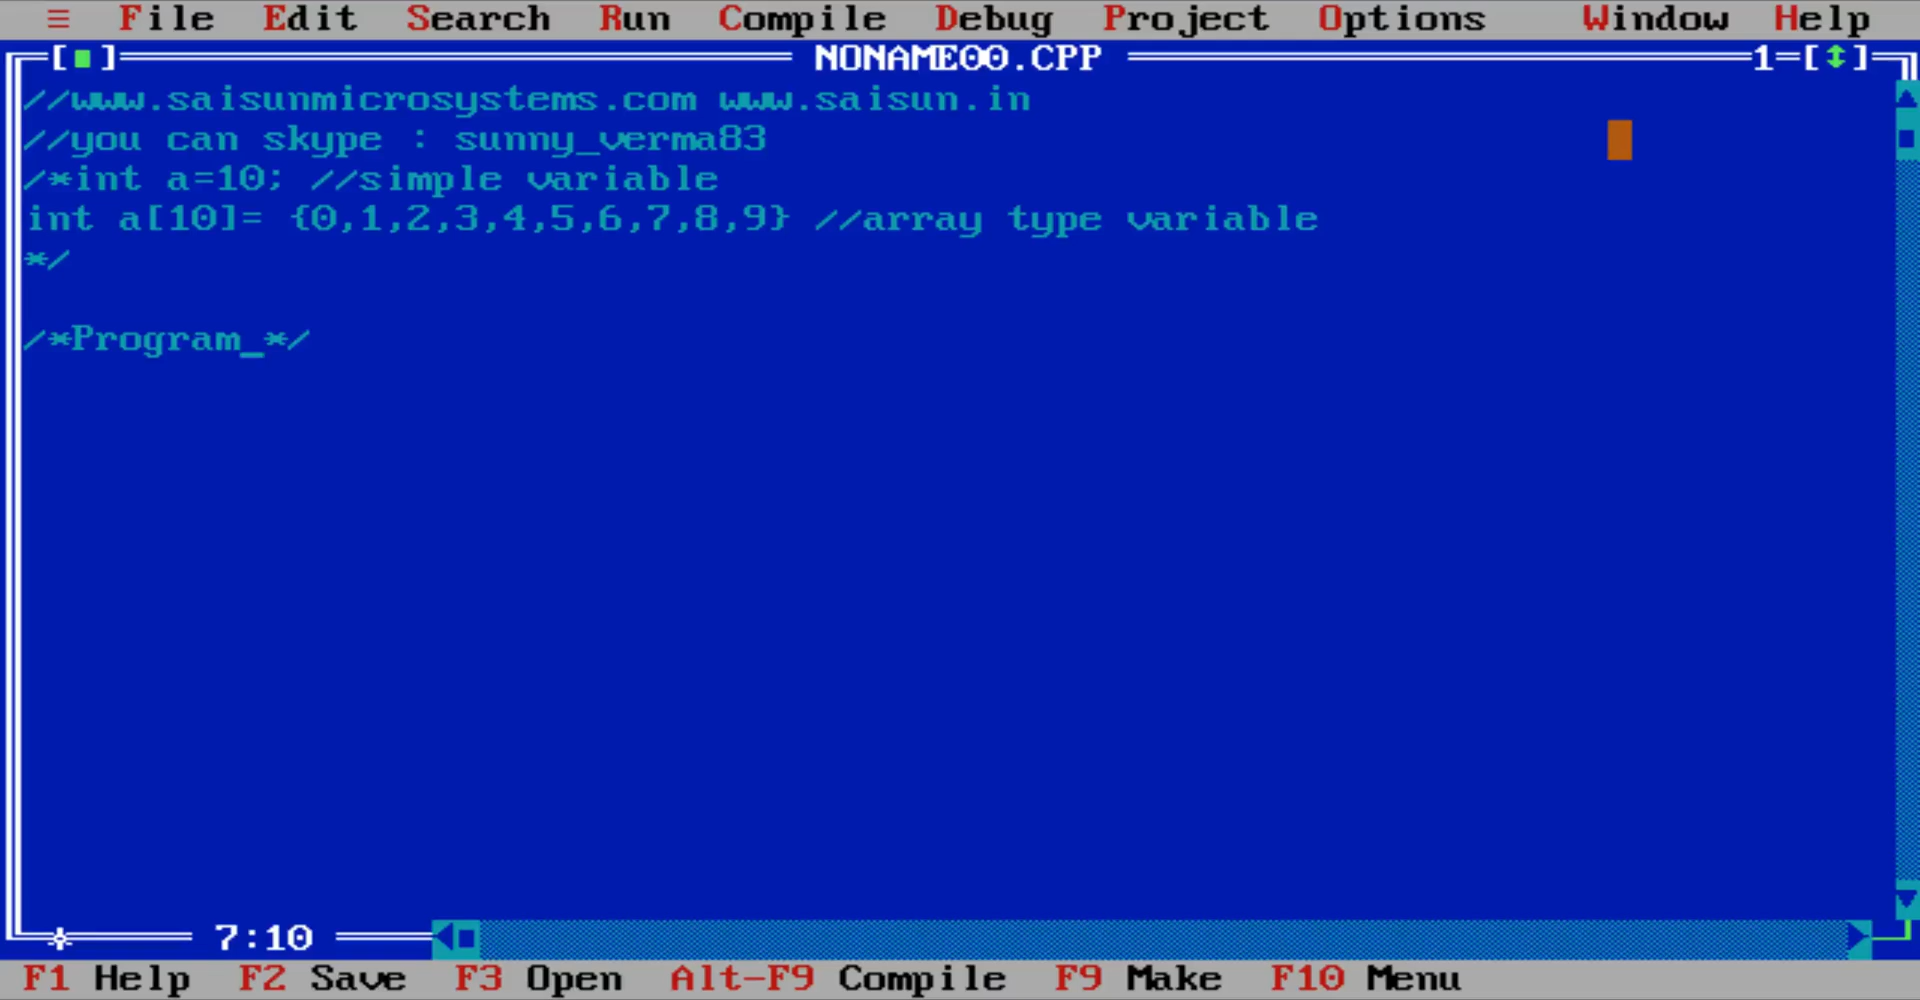 ≡ File Edit Search Run Compile Debug Project Options Window Help
[■] NONAME00.CPP 1=[↕]
//www.saisunmicrosystems.com www.saisun.in
//you can skype : sunny_verma83
/*int a=10; //simple variable
int a[10]= {0,1,2,3,4,5,6,7,8,9} //array type variable
*/
/*Program_*/
7:10
F1 Help F2 Save F3 Open Alt-F9 Compile F9 Make F10 Menu